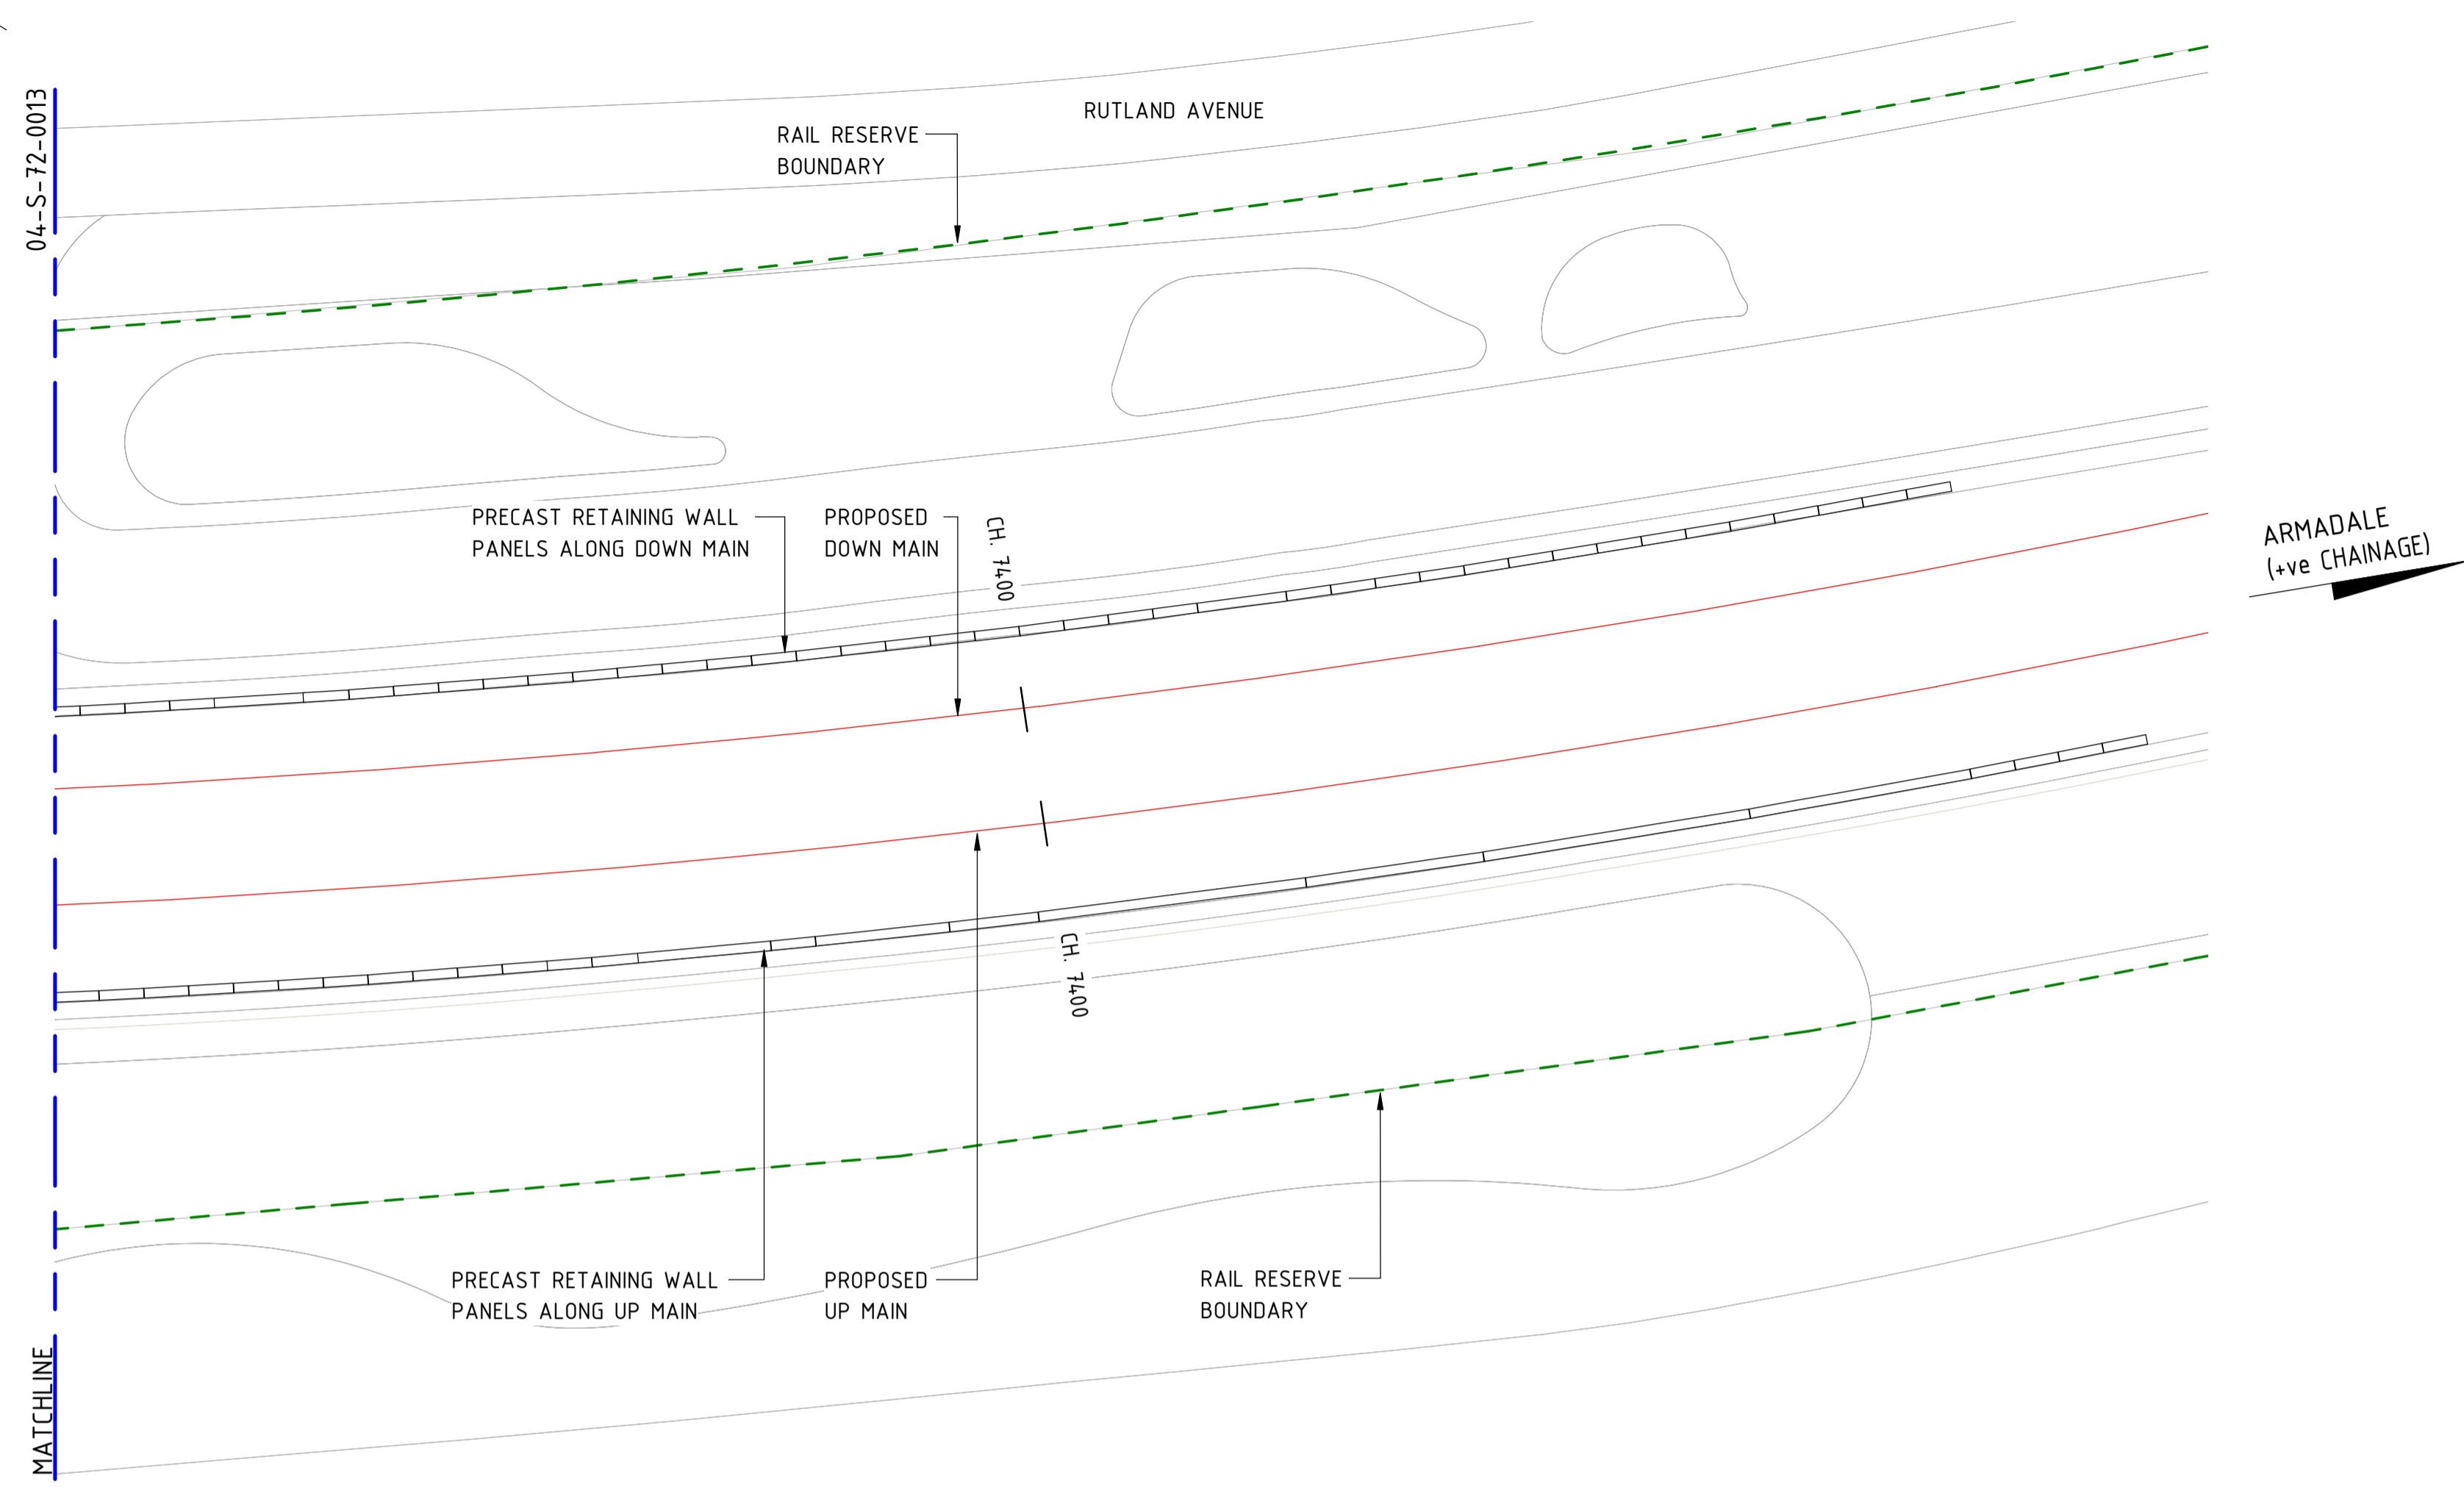 04-S-72-0013
RUTLAND AVENUE
RAIL RESERVE
BOUNDARY
PRECAST RETAINING WALL
PANELS ALONG DOWN MAIN
PROPOSED
DOWN MAIN
CH. 7400
ARMADALE
(+ve CHAINAGE)
CH. 7400
PRECAST RETAINING WALL
PANELS ALONG UP MAIN
PROPOSED
UP MAIN
RAIL RESERVE
BOUNDARY
MATCHLINE